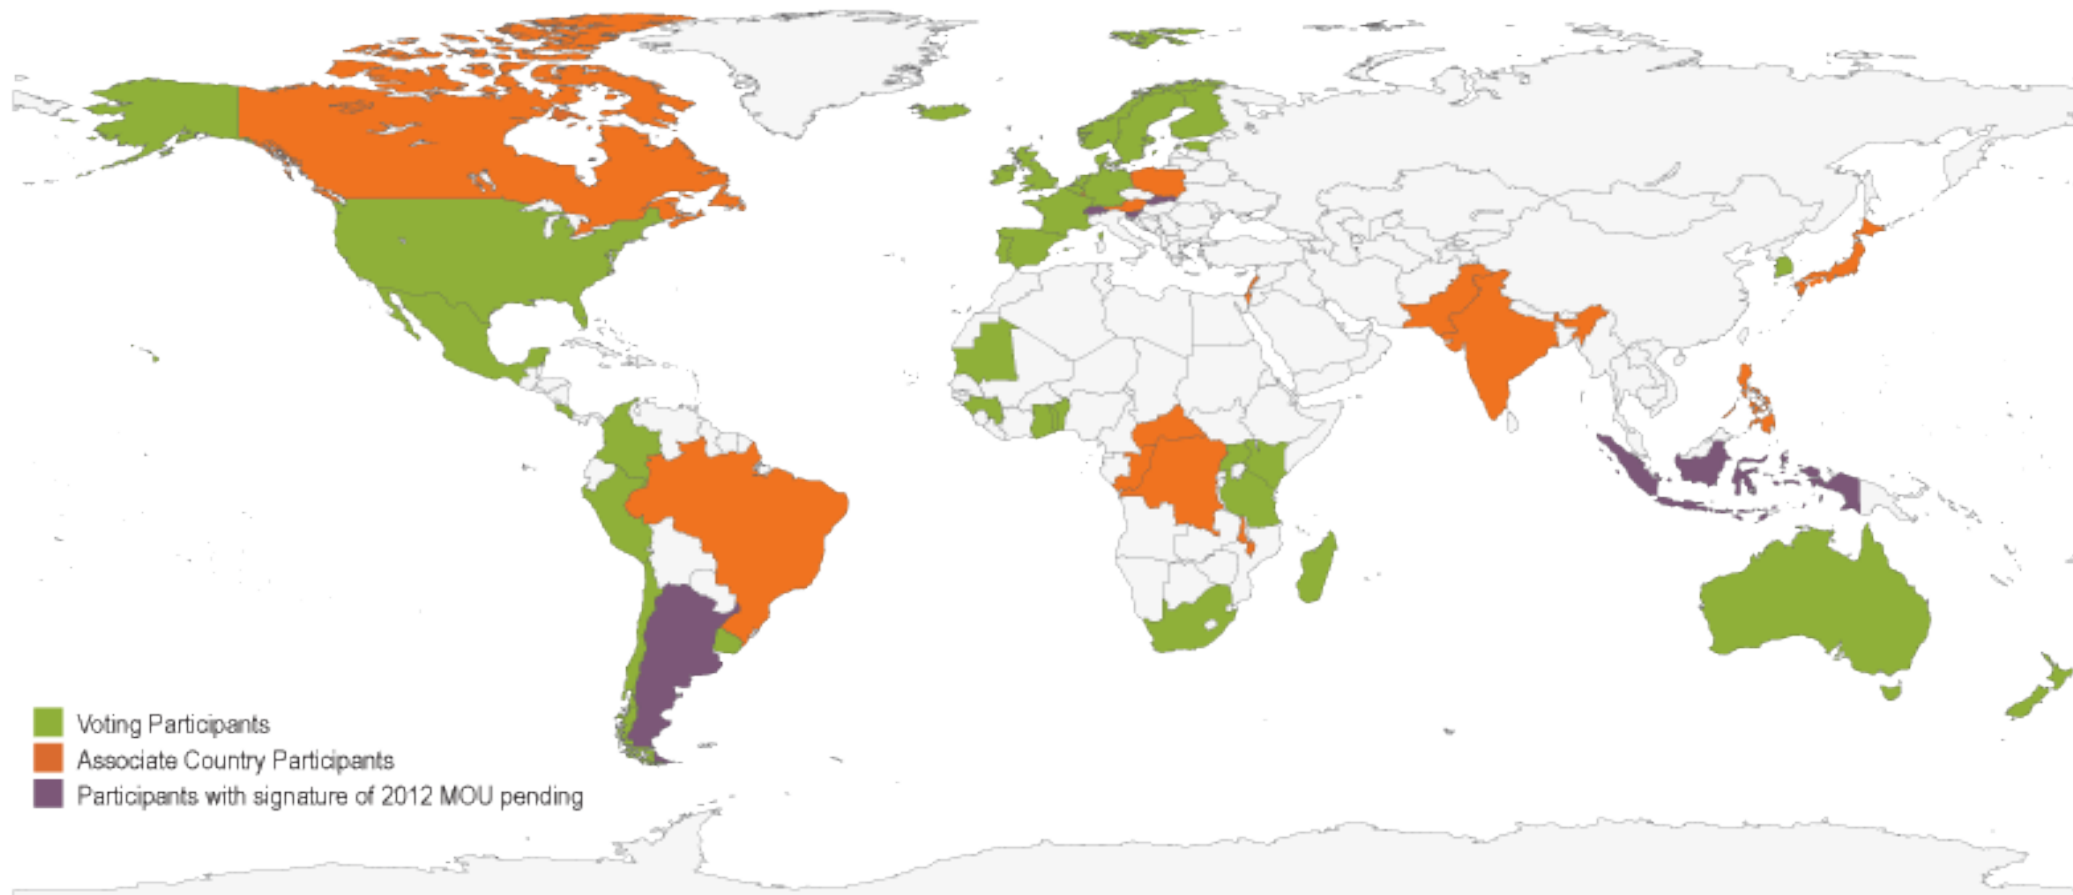 Voting Participants
Associate Country Participants
Participants with signature of 2012 MOU pending